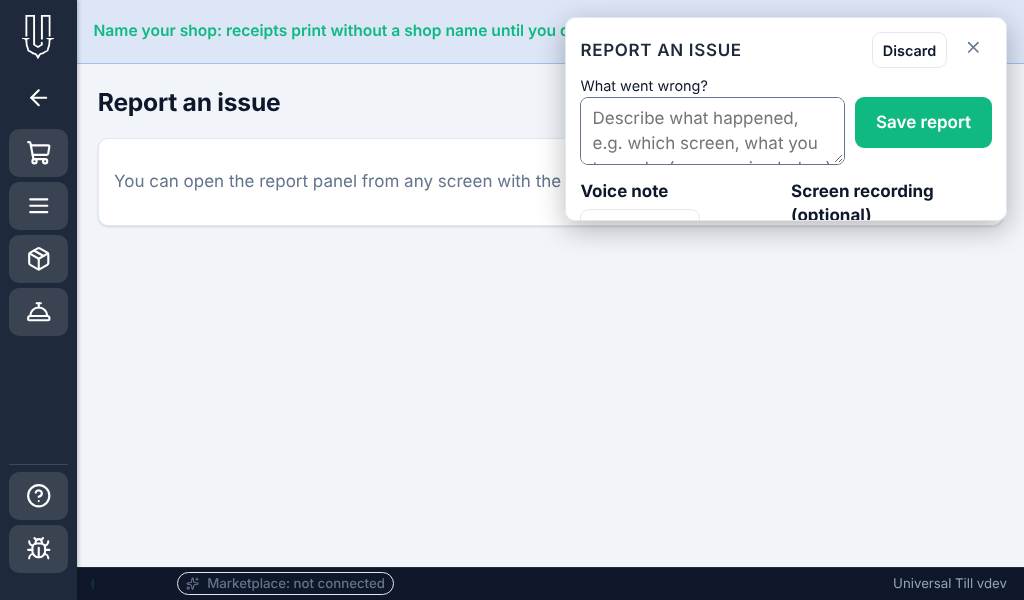 Name your shop: receipts print without a shop name until you
REPORT AN ISSUE
Discard
What went wrong?
Describe what happened,
e.g. which screen, what you
Save report
Voice note
Screen recording
(optional)
Report an issue
You can open the report panel from any screen with the
Marketplace: not connected
Universal Till vdev